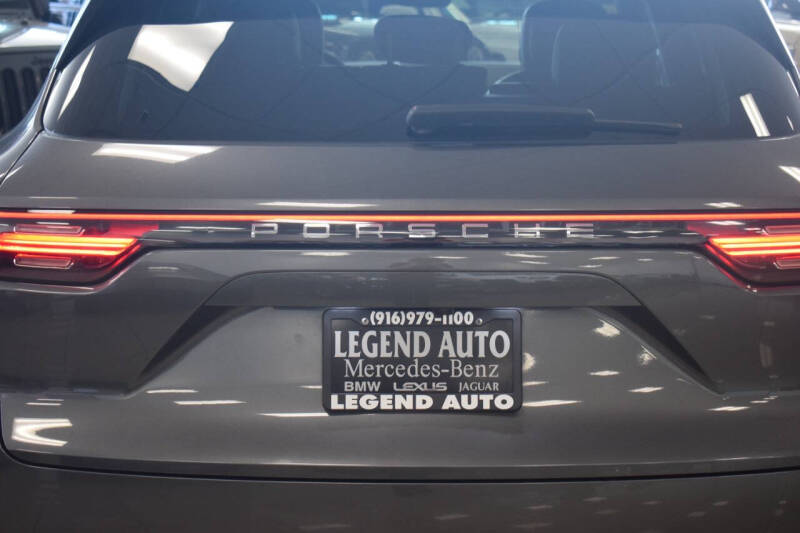 PORSCHE
(916)979-1100
LEGEND AUTO
Mercedes-Benz
BMW LEXUS JAGUAR
LEGEND AUTO